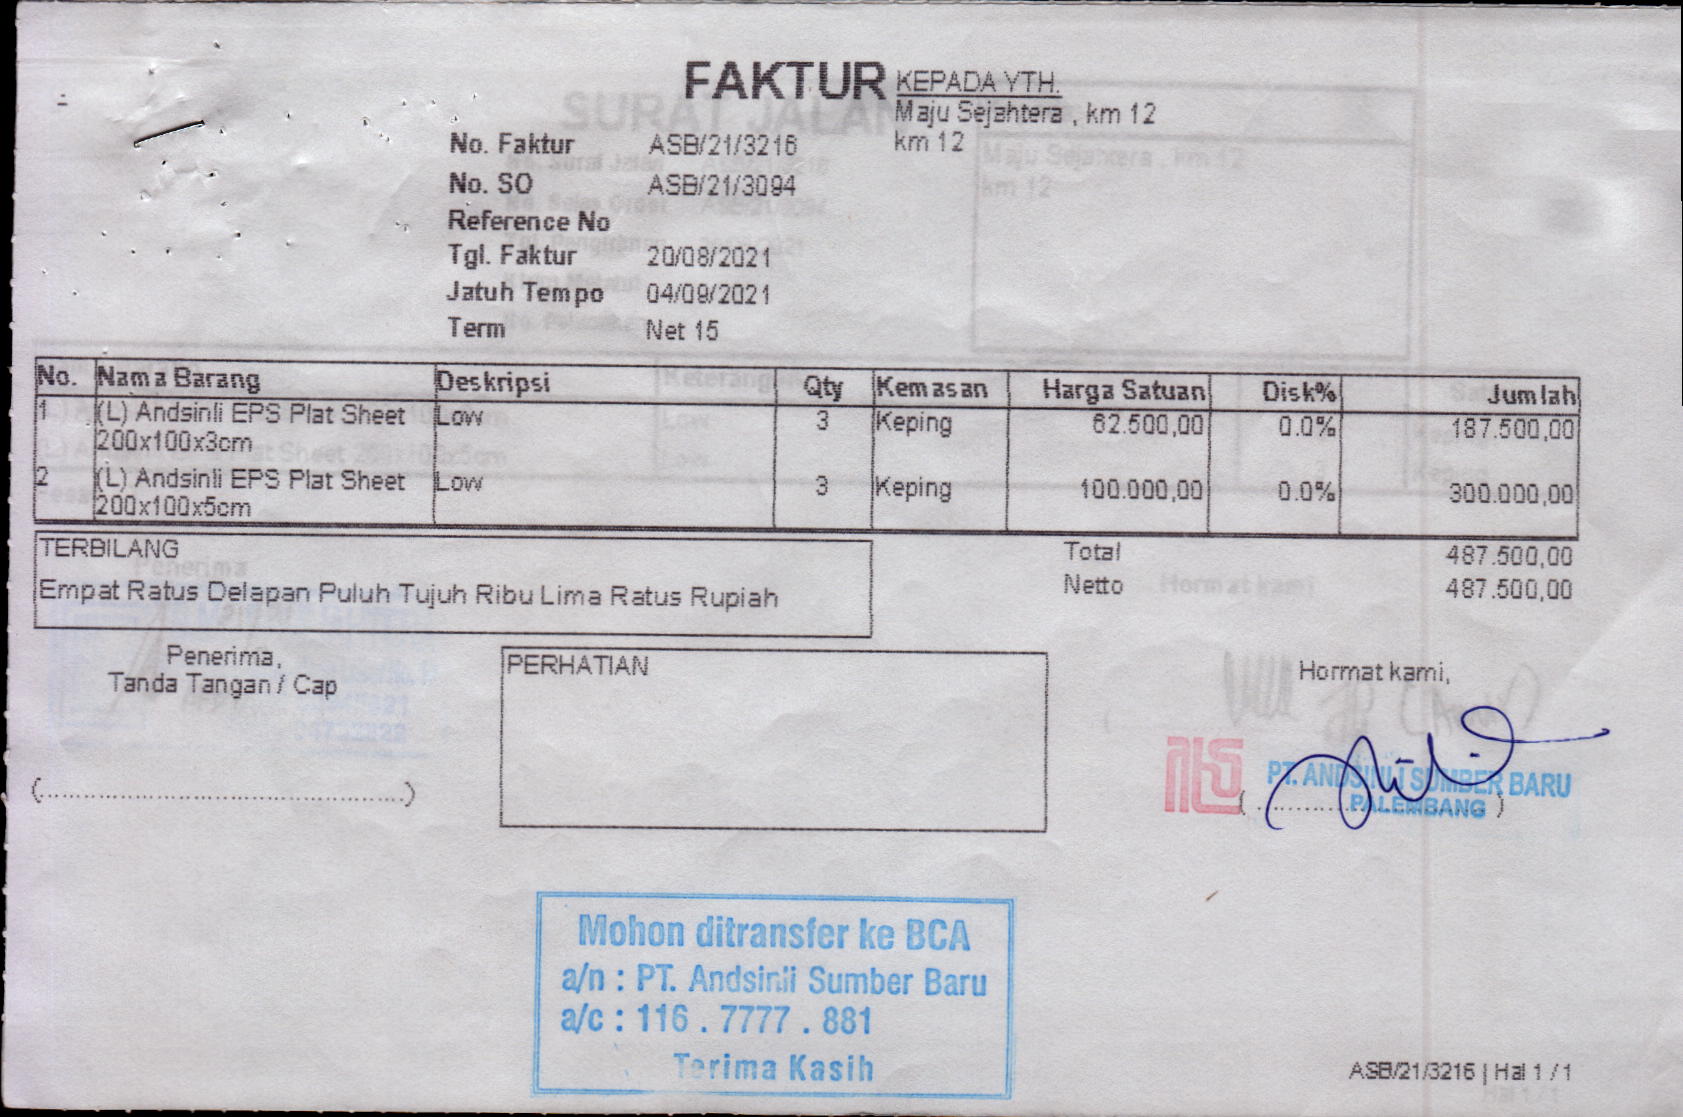 FAKTUR
KEPADA YTH.
Maju Sejahtera , km 12
km 12
No. Faktur ASB/21/3216
No. SO ASB/21/3094
Reference No
Tgl. Faktur 20/08/2021
Jatuh Tempo 04/09/2021
Term Net 15
No. Nama Barang Deskripsi Qty Kemasan Harga Satuan Disk% Jumlah
1 (L) Andsinli EPS Plat Sheet Low 3 Keping 62.500,00 0.0% 187.500,00
200x100x3cm
2 (L) Andsinli EPS Plat Sheet Low 3 Keping 100.000,00 0.0% 300.000,00
200x100x5cm
TERBILANG
Empat Ratus Delapan Puluh Tujuh Ribu Lima Ratus Rupiah
Total 487.500,00
Netto 487.500,00
Penerima,
Tanda Tangan / Cap
(................................................)
PERHATIAN
Hormat kami,
PT. ANDSINLI SUMBER BARU
PALEMBANG
Mohon ditransfer ke BCA
a/n : PT. Andsinli Sumber Baru
a/c : 116 . 7777 . 881
Terima Kasih
ASB/21/3216 | Hal 1 / 1